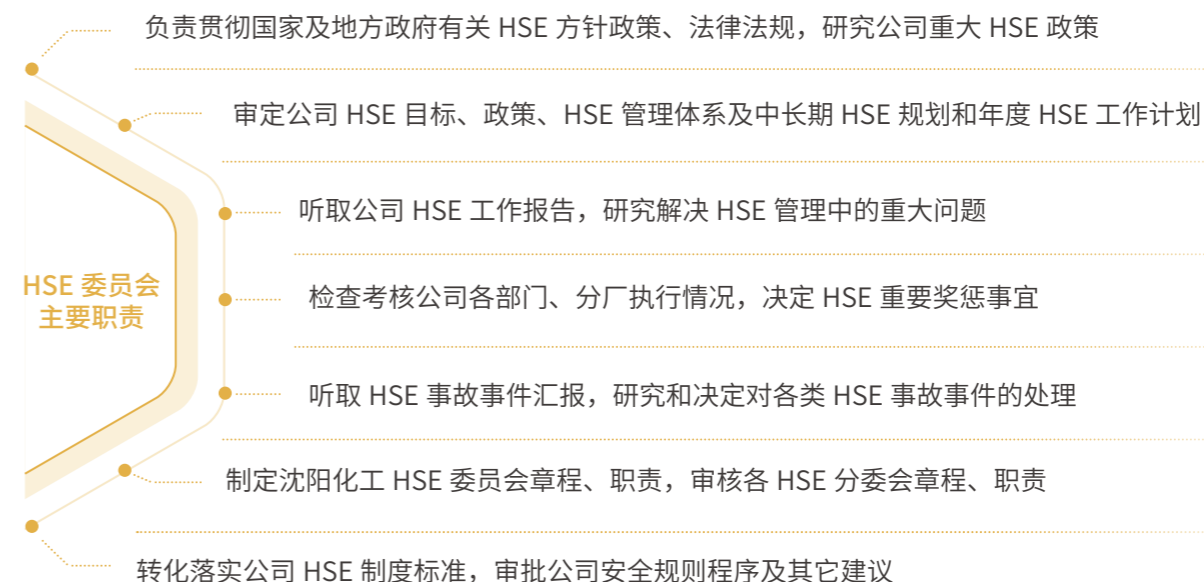 负责贯彻国家及地方政府有关 HSE 方针政策、法律法规，研究公司重大 HSE 政策
审定公司 HSE 目标、政策、HSE 管理体系及中长期 HSE 规划和年度 HSE 工作计划
听取公司 HSE 工作报告，研究解决 HSE 管理中的重大问题
HSE 委员会
主要职责
检查考核公司各部门、分厂执行情况，决定 HSE 重要奖惩事宜
听取 HSE 事故事件汇报，研究和决定对各类 HSE 事故事件的处理
制定沈阳化工 HSE 委员会章程、职责，审核各 HSE 分委会章程、职责
转化落实公司 HSE 制度标准，审批公司安全规则程序及其它建议